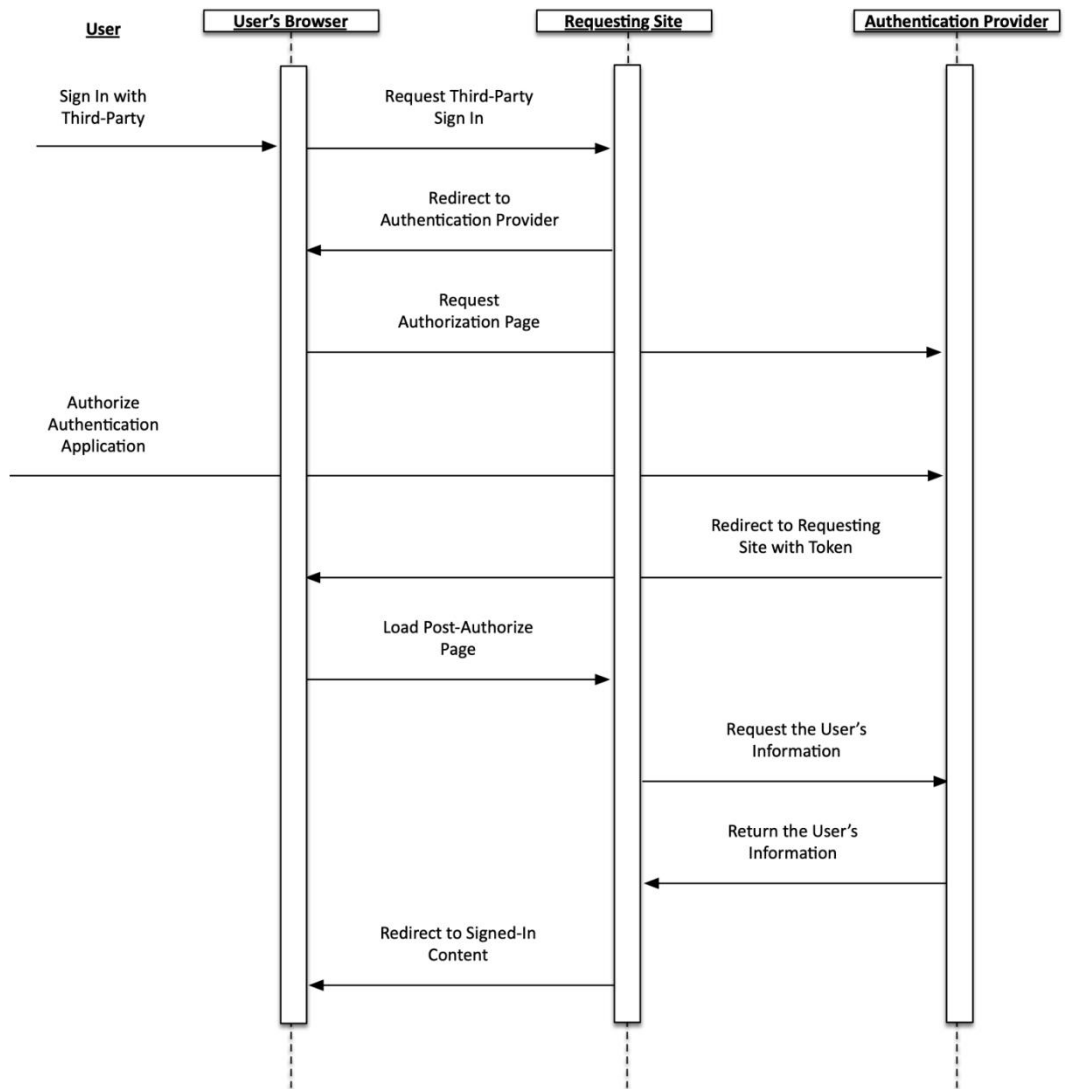 User
User's Browser
Requesting Site
Authentication Provider
Sign In with
Third-Party
Request Third-Party
Sign In
Redirect to
Authentication Provider
Request
Authorization Page
Authorize
Authentication
Application
Redirect to Requesting
Site with Token
Load Post-Authorize
Page
Request the User’s
Information
Return the User’s
Information
Redirect to Signed-In
Content